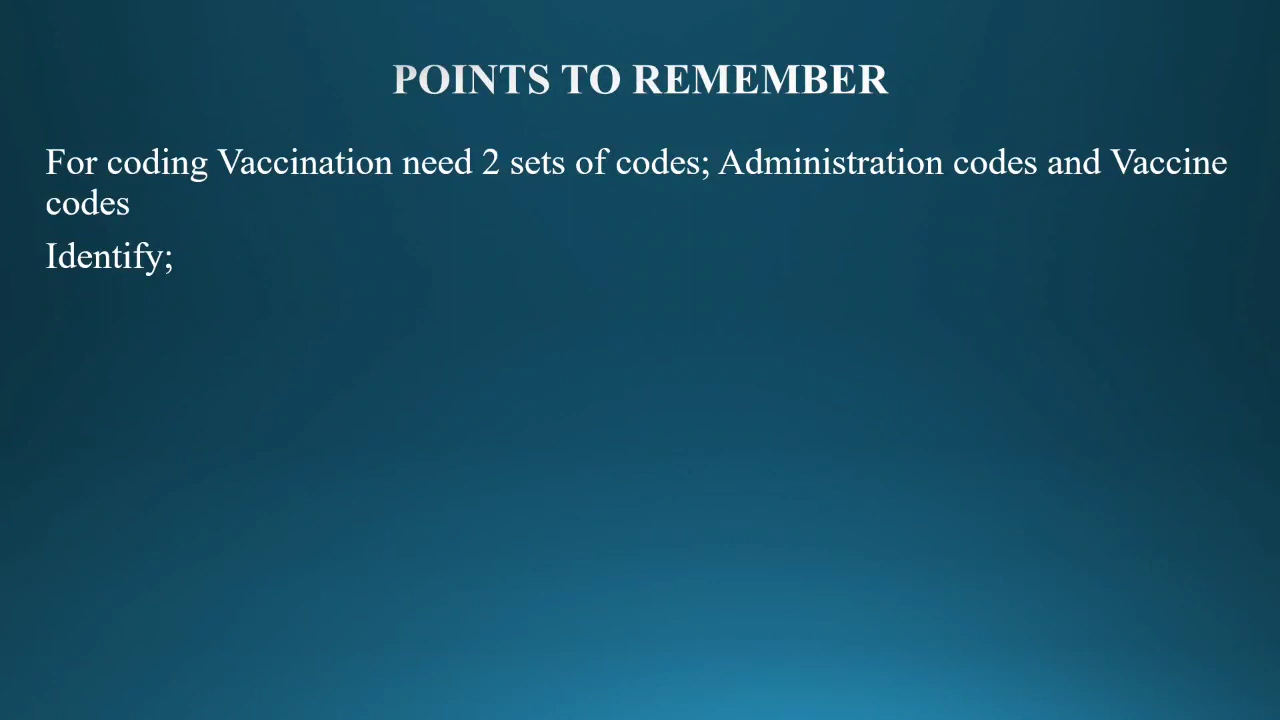 POINTS TO REMEMBER
For coding Vaccination need 2 sets of codes; Administration codes and Vaccine
codes
Identify;